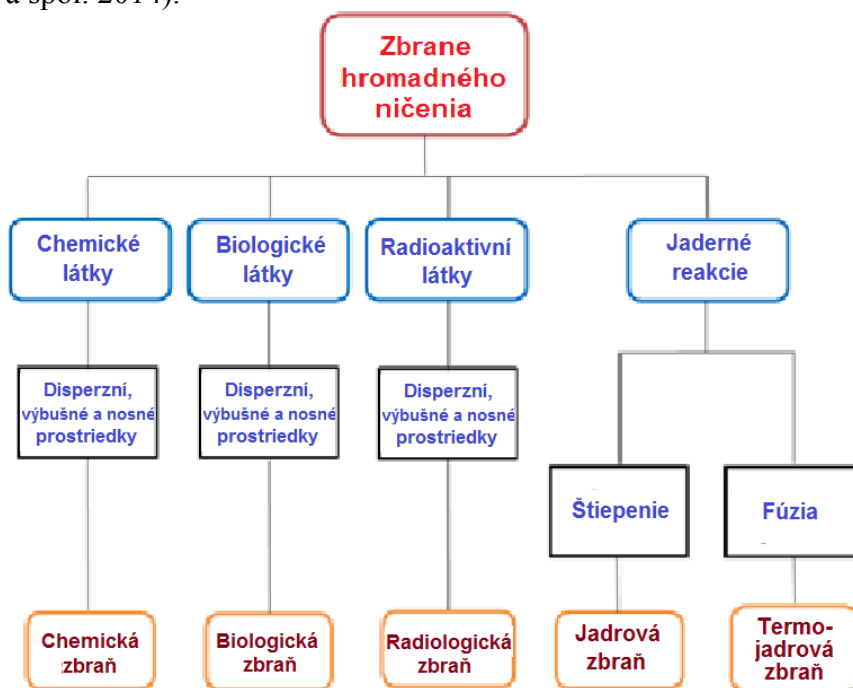 a spol. 2014).
Zbrane
hromadného
ničenia
Chemické
látky
Biologické
látky
Radioaktivní
látky
Jaderné
reakcie
Disperzní,
výbušné a nosné
prostriedky
Disperzní,
výbušné a nosné
prostriedky
Disperzní,
výbušné a nosné
prostriedky
Štiepenie
Fúzia
Chemická
zbraň
Biologická
zbraň
Radiologická
zbraň
Jadrová
zbraň
Termo-
jadrová
zbraň